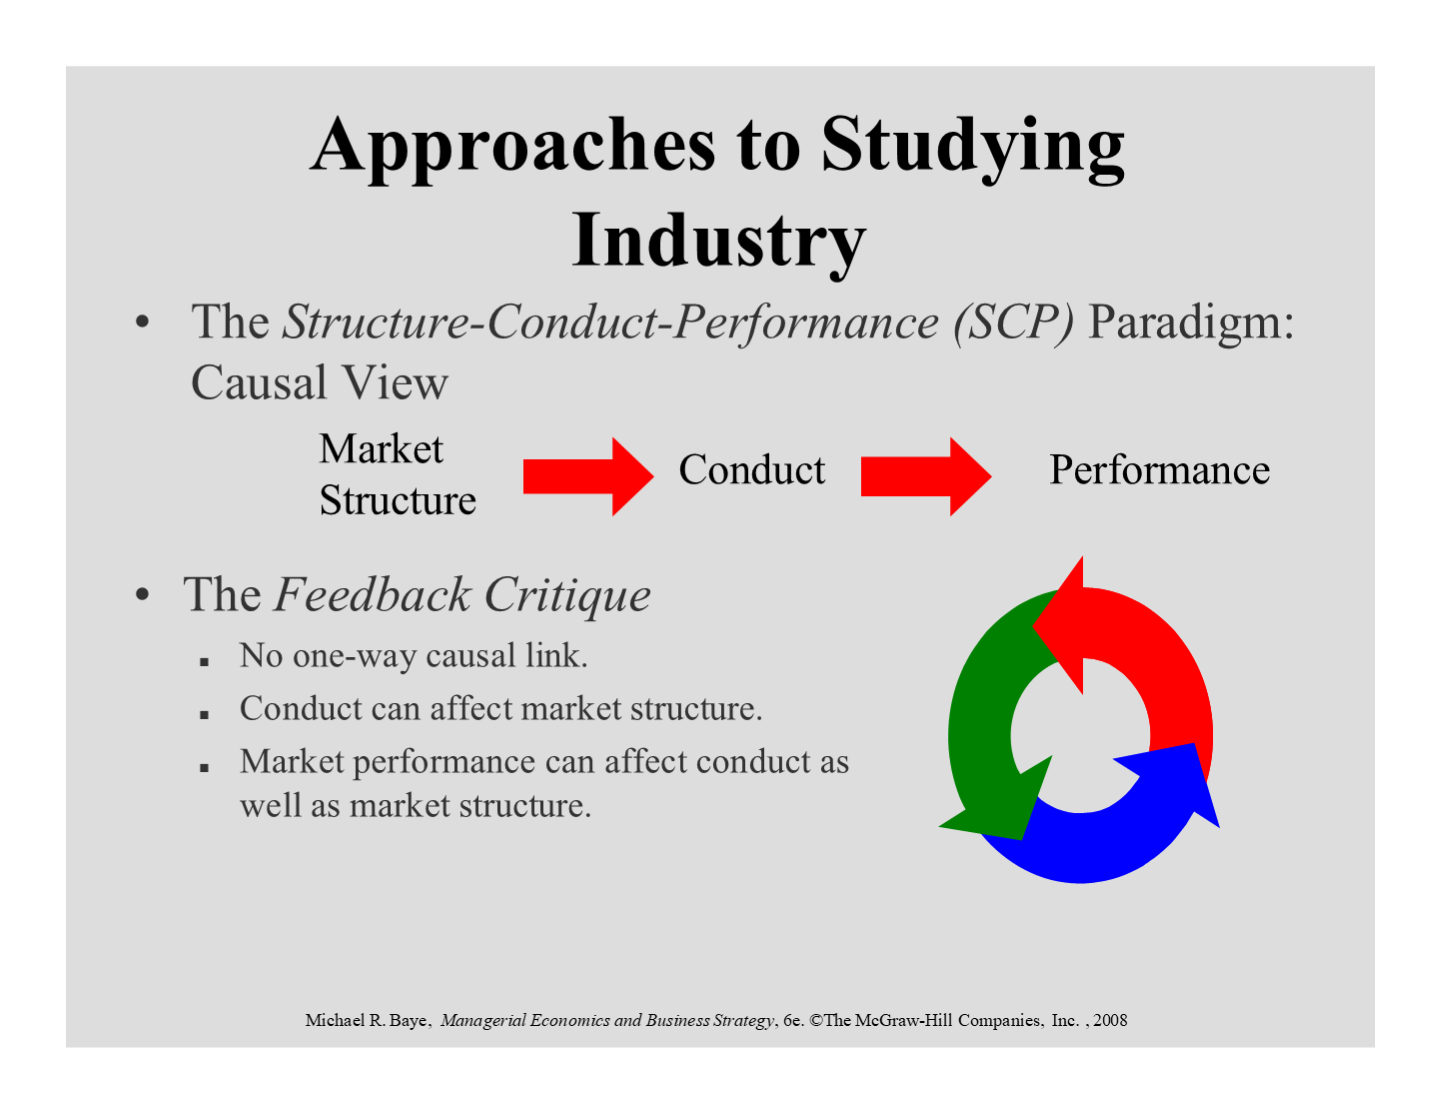 Approaches to Studying
Industry
• The Structure-Conduct-Performance (SCP) Paradigm:
Causal View
Market
Structure
Conduct
Performance
• The Feedback Critique
▪ No one-way causal link.
▪ Conduct can affect market structure.
▪ Market performance can affect conduct as
well as market structure.
Michael R. Baye, Managerial Economics and Business Strategy, 6e. ©The McGraw-Hill Companies, Inc. , 2008